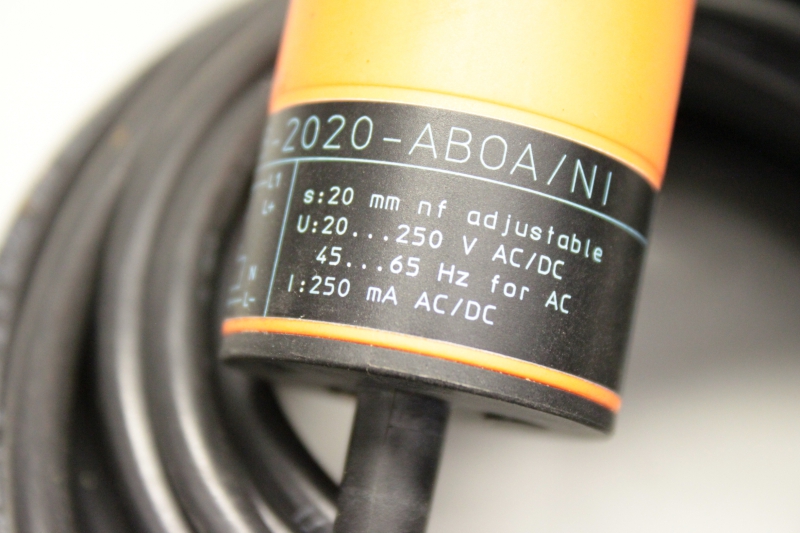 -2020-ABOA/NI
L1
L+
s:20 mm nf adjustable
U:20...250 V AC/DC
45...65 Hz for AC
I:250 mA AC/DC
N
L-